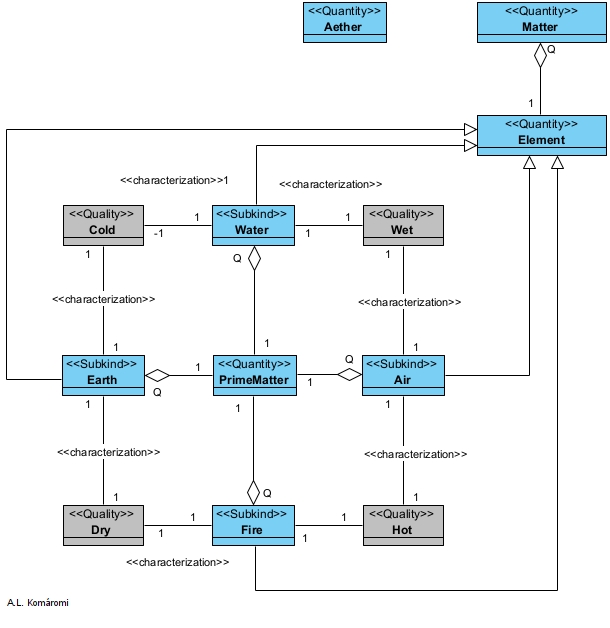 <<Quantity>>
Aether
<<Quantity>>
Matter
Q
1
<<Quantity>>
Element
<<characterization>>1
<<characterization>>
<<Quality>>
Cold
-1
1
<<Subkind>>
Water
1
1
<<Quality>>
Wet
1
Q
1
<<characterization>>
<<characterization>>
1
1
1
<<Subkind>>
Earth
Q
1
<<Quantity>>
PrimeMatter
1
Q
<<Subkind>>
Air
1
1
1
<<characterization>>
<<characterization>>
1
Q
1
<<Quality>>
Dry
1
1
<<Subkind>>
Fire
1
1
<<Quality>>
Hot
<<characterization>>
A.L. Komáromi